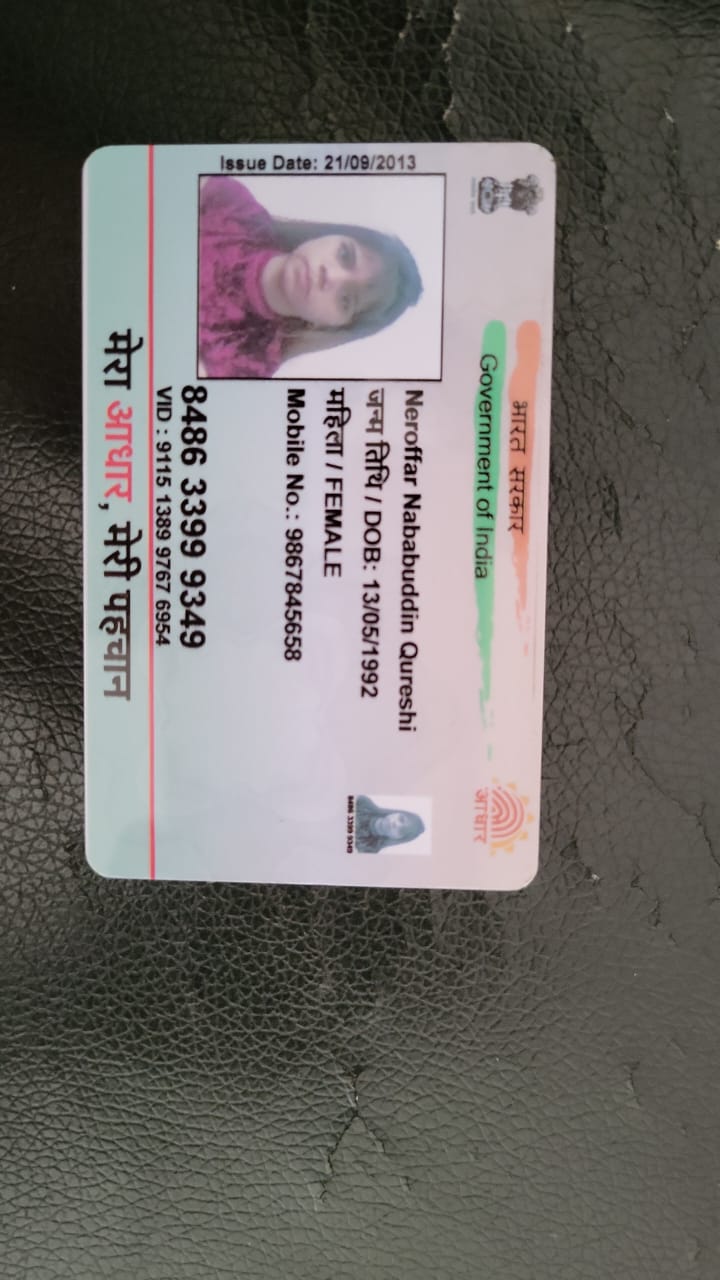 भारत सरकार
Government of India
आधार
Issue Date: 21/09/2013
Neroffar Nababuddin Qureshi
जन्म तिथि / DOB: 13/05/1992
महिला / FEMALE
Mobile No.: 9867845658
8486 3399 9349
8486 3399 9349
VID : 9115 1389 9767 6954
मेरा आधार, मेरी पहचान